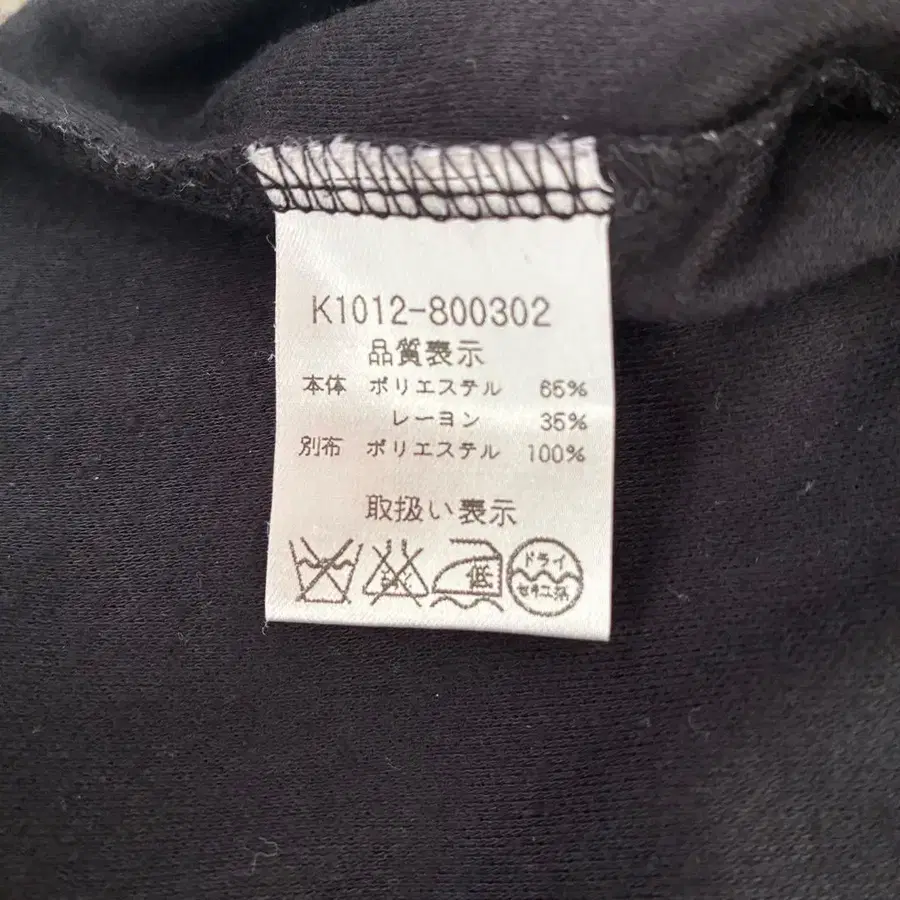 K1012-800302
品質表示
本体 ポリエステル 65%
レーヨン 35%
別布 ポリエステル 100%
取扱い表示
低
ドライ
セキユ系